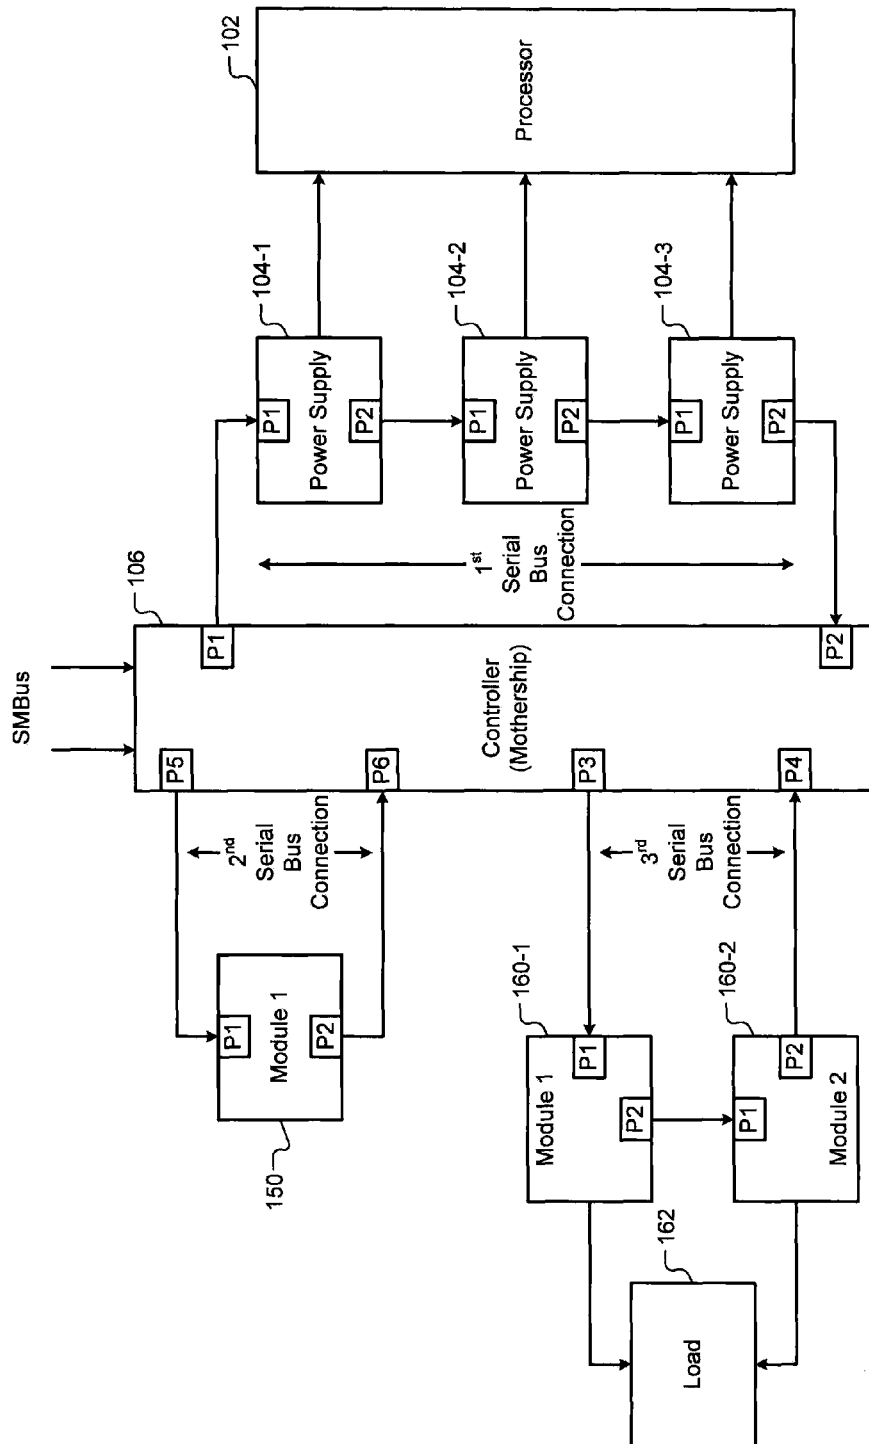 SMBus
106
102
P5
P6
P3
P4
Controller
(Mothership)
P1
P2
2nd
Serial
Bus
Connection
3rd
Serial
Bus
Connection
1st
Serial
Bus
Connection
150
P1
Module 1
P2
160-1
Module 1
P1
P2
160-2
P1
P2
Module 2
162
Load
104-1
P1
Power Supply
P2
104-2
P1
Power Supply
P2
104-3
P1
Power Supply
P2
Processor